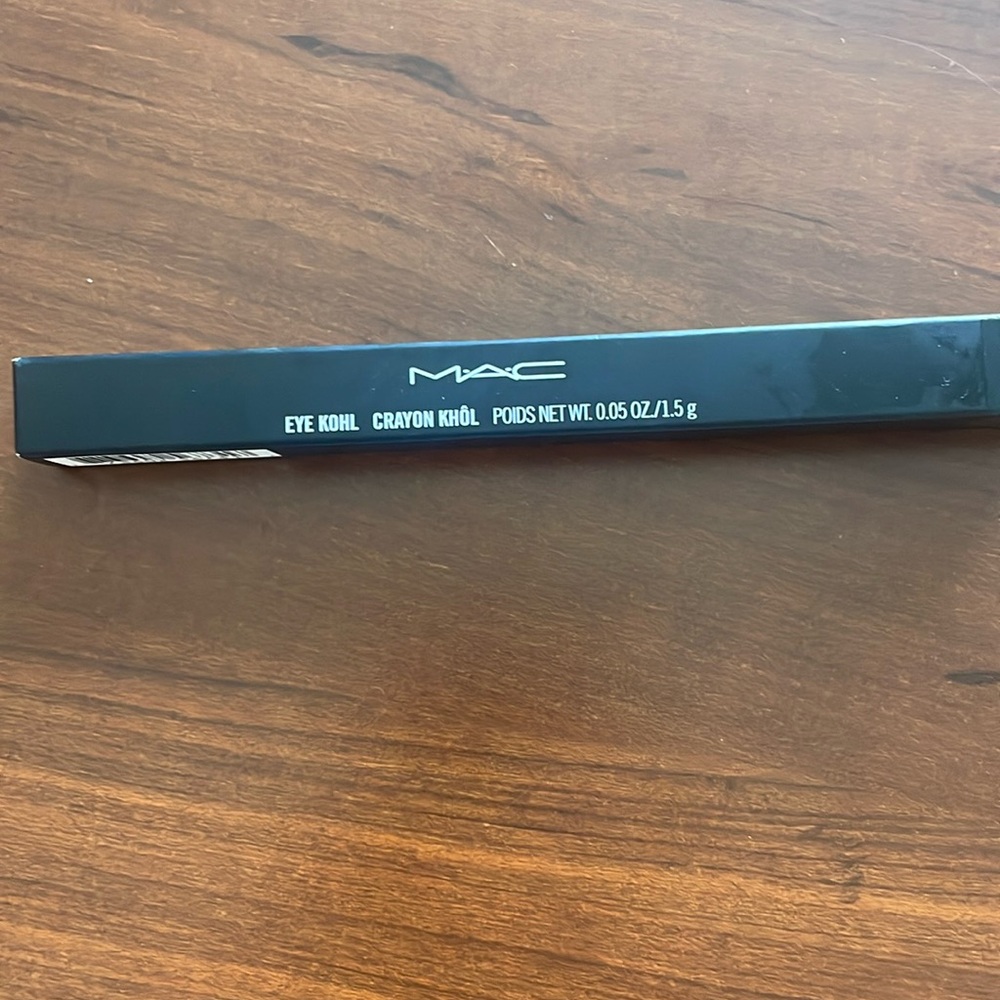 M·A·C
EYE KOHL CRAYON KHÔL POIDS NET WT. 0.05 OZ./1.5 g